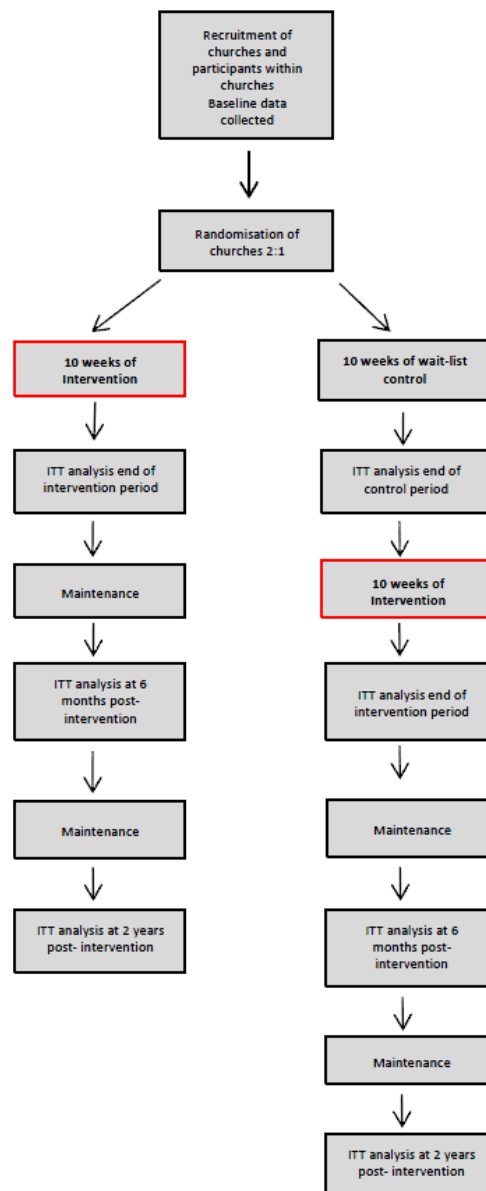 Recruitment of
churches and
participants within
churches
Baseline data
collected
Randomisation of
churches 2:1
10 weeks of
Intervention
ITT analysis end of
intervention period
Maintenance
ITT analysis at 6
months post-
intervention
Maintenance
ITT analysis at 2 years
post- intervention
10 weeks of wait-list
control
ITT analysis end of
control period
10 weeks of
Intervention
ITT analysis end of
intervention period
Maintenance
ITT analysis at 6
months post-
intervention
Maintenance
ITT analysis at 2 years
post- intervention